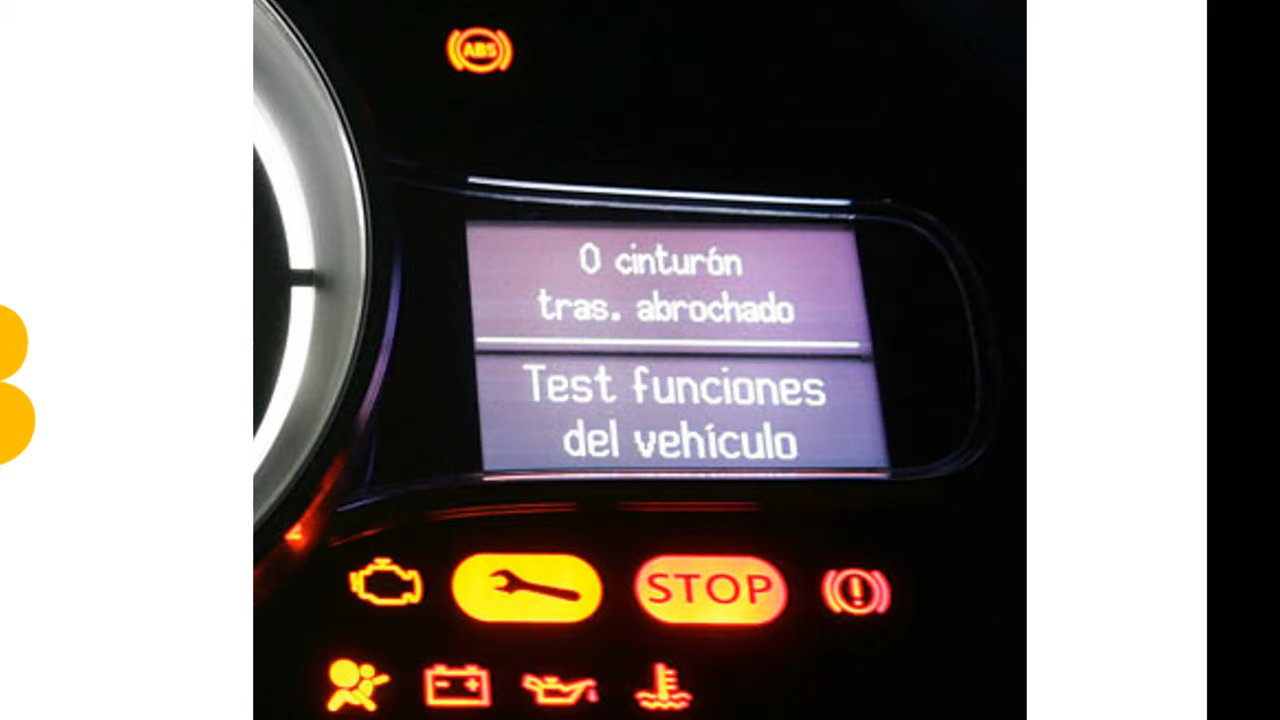 ABS
0 cinturón
tras. abrochado
Test funciones
del vehículo
STOP